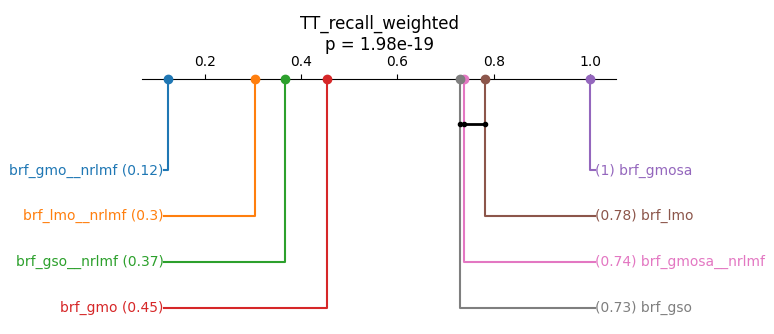 TT_recall_weighted
p = 1.98e-19
0.2 0.4 0.6 0.8 1.0
brf_gmo__nrlmf (0.12)
(1) brf_gmosa
brf_lmo__nrlmf (0.3)
(0.78) brf_lmo
brf_gso__nrlmf (0.37)
(0.74) brf_gmosa__nrlmf
brf_gmo (0.45)
(0.73) brf_gso